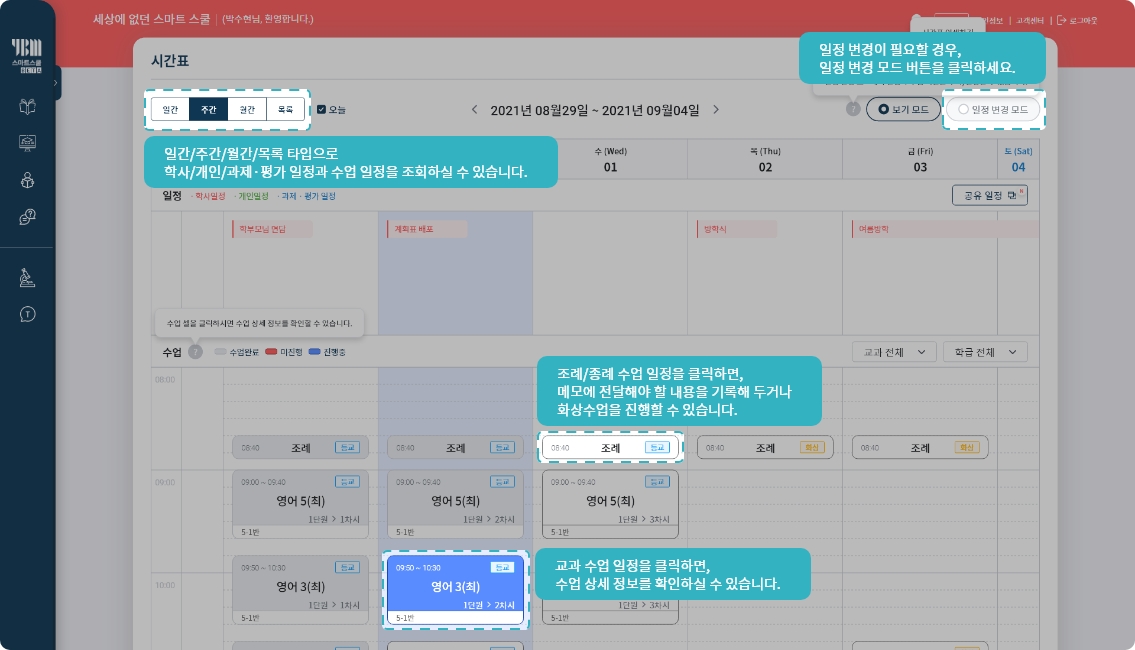 세상에 없던 스마트 스쿨 (박수현님, 환영합니다.)
인정보 고객센터 로그아웃
YBM
스마트스쿨
시간표
일정 변경이 필요할 경우,
일정 변경 모드 버튼을 클릭하세요.
일간 주간 월간 목록 오늘
2021년 08월29일 ~ 2021년 09월04일
? 보기 모드 일정 변경 모드
일간/주간/월간/목록 타입으로
학사/개인/과제·평가 일정과 수업 일정을 조회하실 수 있습니다.
수 (Wed) 목 (Thu) 금 (Fri) 토 (Sat)
01 02 03 04
일정 · 학사일정 · 개인일정 · 과제 · 평가 일정
공유 일정 N
학부모님 면담 계획표 배포 방학식 여름방학
수업 셀을 클릭하시면 수업 상세 정보를 확인할 수 있습니다.
수업 ? 수업완료 미진행 진행중
교과 전체 학급 전체
08:00
조례/종례 수업 일정을 클릭하면,
메모에 전달해야 할 내용을 기록해 두거나
화상수업을 진행할 수 있습니다.
08:40 조례 등교 08:40 조례 등교 08:40 조례 등교 08:40 조례 화상 08:40 조례 화상
09:00
09:00 ~ 09:40 등교 09:00 ~ 09:40 등교 09:00 ~ 09:40 등교
영어 5(최) 영어 5(최) 영어 5(최)
1단원 > 1차시 1단원 > 2차시 1단원 > 3차시
5-1반 5-1반 5-1반
교과 수업 일정을 클릭하면,
수업 상세 정보를 확인하실 수 있습니다.
09:50 ~ 10:30 등교 09:50 ~ 10:30 등교
10:00
영어 3(최) 영어 3(최)
1단원 > 1차시 1단원 > 2차시 1단원 > 3차시
5-1반 5-1반 5-1반